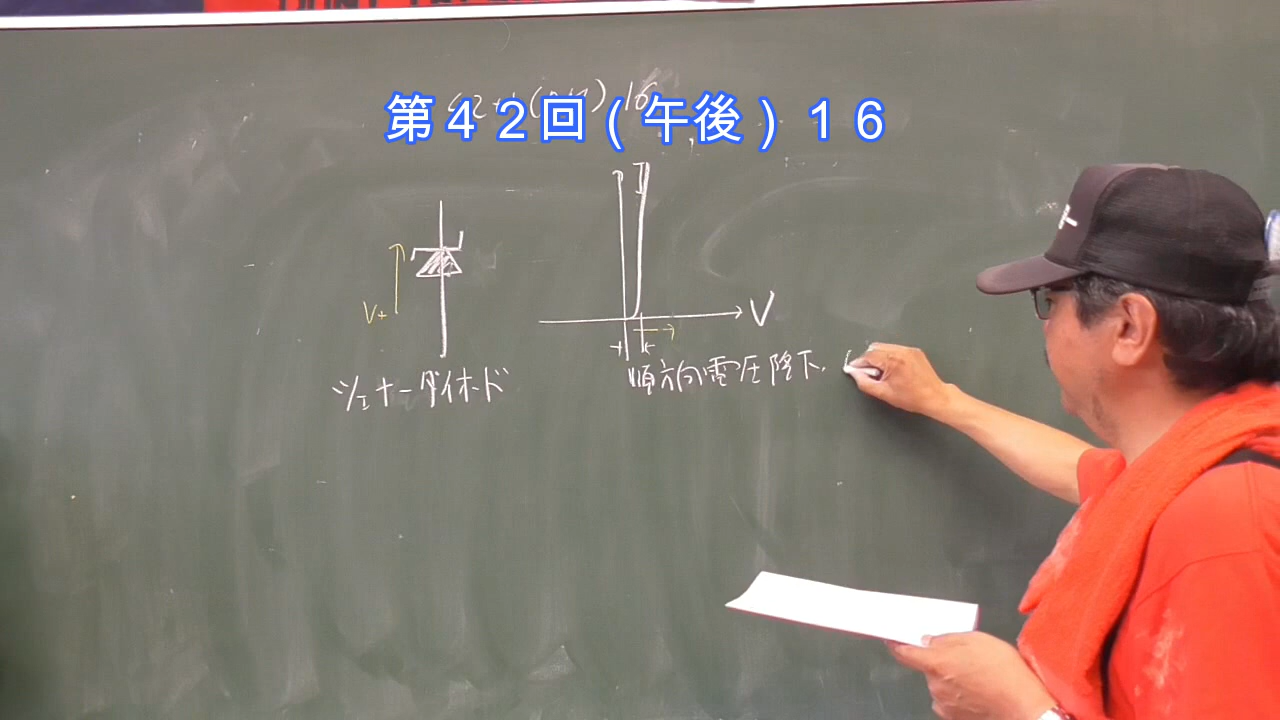 第４２回(午後)１６
I
V+
V
ツェナーダイオード
順方向電圧降下.